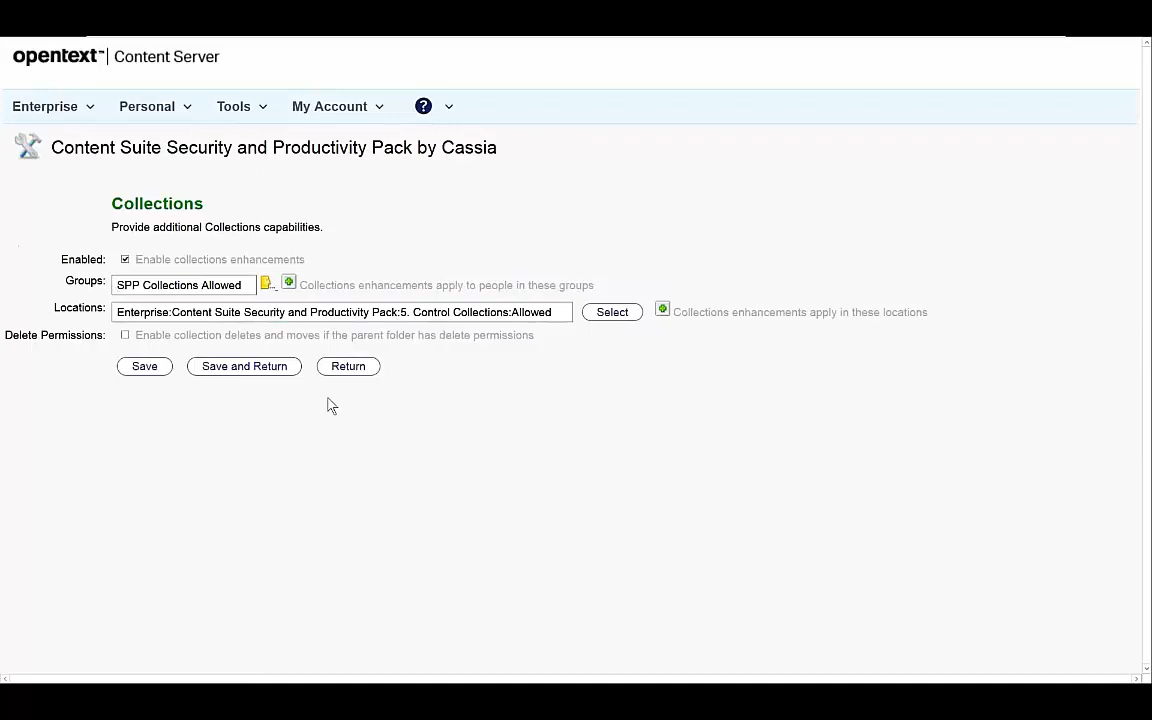 opentext™ | Content Server
Enterprise Personal Tools My Account ?
Content Suite Security and Productivity Pack by Cassia
Collections
Provide additional Collections capabilities.
Enabled: Enable collections enhancements
Groups: SPP Collections Allowed Collections enhancements apply to people in these groups
Locations: Enterprise:Content Suite Security and Productivity Pack:5. Control Collections:Allowed Select Collections enhancements apply in these locations
Delete Permissions: Enable collection deletes and moves if the parent folder has delete permissions
Save Save and Return Return